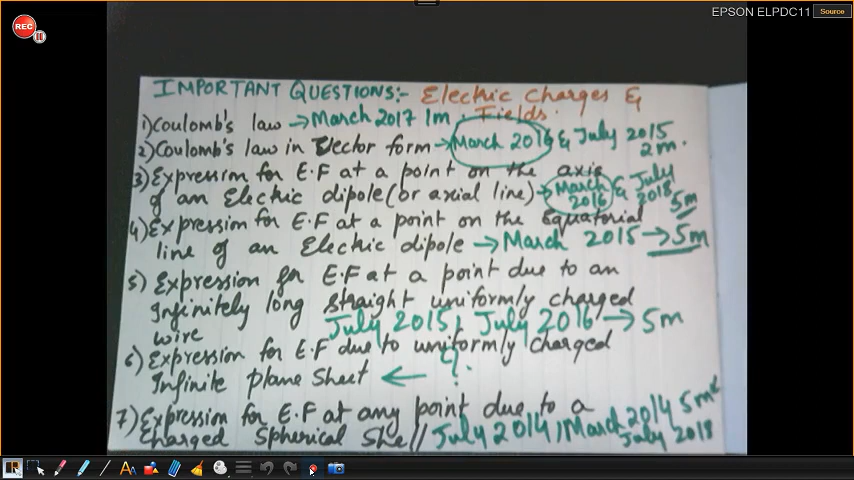 EPSON ELPDC11 Source
REC
IMPORTANT QUESTIONS:- Electric Charges &
Fields.
1) Coulomb's law → March 2017 1m
2) Coulomb's law in Vector form → March 2016 & July 2015
2m.
3) Expression for E.F at a point on the axis
of an Electric dipole (or axial line) → March & July
2016 2018 5m
4) Expression for E.F at a point on the Equatorial
line of an Electric dipole → March 2015 → 5m
5) Expression for E.F at a point due to an
Infinitely long straight uniformly charged
wire July 2015, July 2016 → 5m
6) Expression for E.F due to uniformly charged
Infinite plane sheet ← ?
7) Expression for E.F at any point due to a
Charged Spherical Shell July 2014, March 2014 5m
July 2018